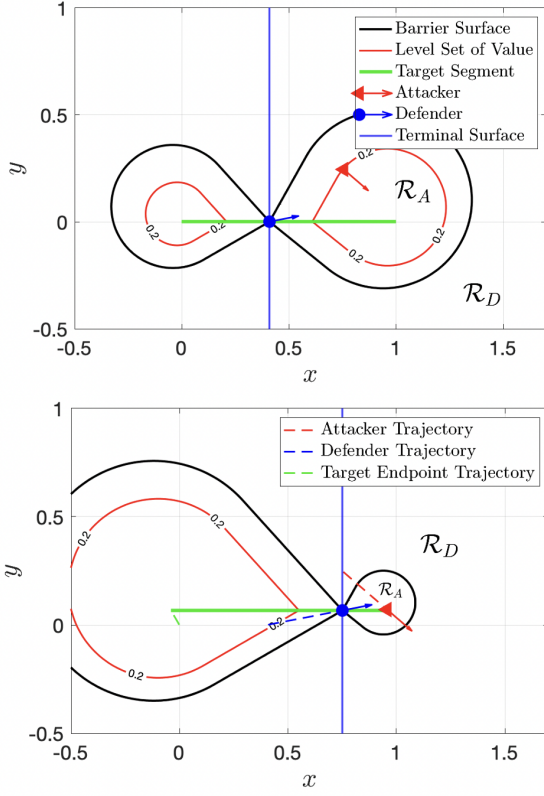 1
Barrier Surface
Level Set of Value
Target Segment
Attacker
Defender
Terminal Surface
0.5
y
0.2
0.2
0.2
0.2
0.2
R_A
0
R_D
-0.5
-0.5 0 0.5 1 1.5
x
1
Attacker Trajectory
Defender Trajectory
Target Endpoint Trajectory
0.5
y
0.2
0.2
0.2
0.2
R_D
R_A
0
-0.5
-0.5 0 0.5 1 1.5
x